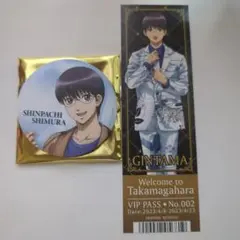 SHINPACHI
SHIMURA
GINTAMA
Welcome to
Takamagahara
VIP PASS • No.002